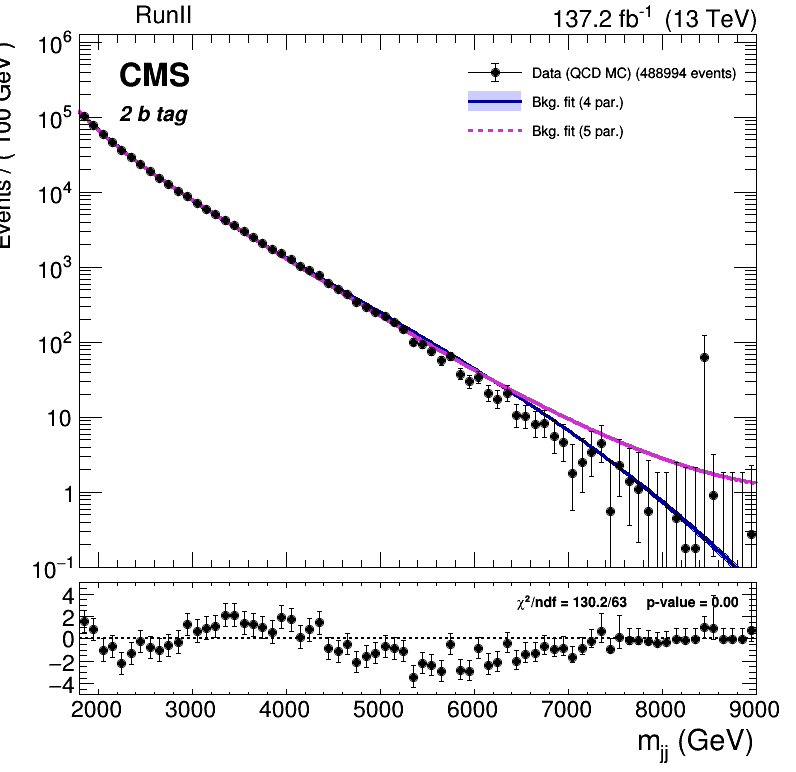 RunII 137.2 fb⁻¹ (13 TeV)
CMS
2 b tag
Data (QCD MC) (488994 events)
Bkg. fit (4 par.)
Bkg. fit (5 par.)
Events / ( 100 GeV )
10⁶
10⁵
10⁴
10³
10²
10
1
10⁻¹
χ²/ndf = 130.2/63 p-value = 0.00
4
2
0
−2
−4
2000 3000 4000 5000 6000 7000 8000 9000
m_jj (GeV)